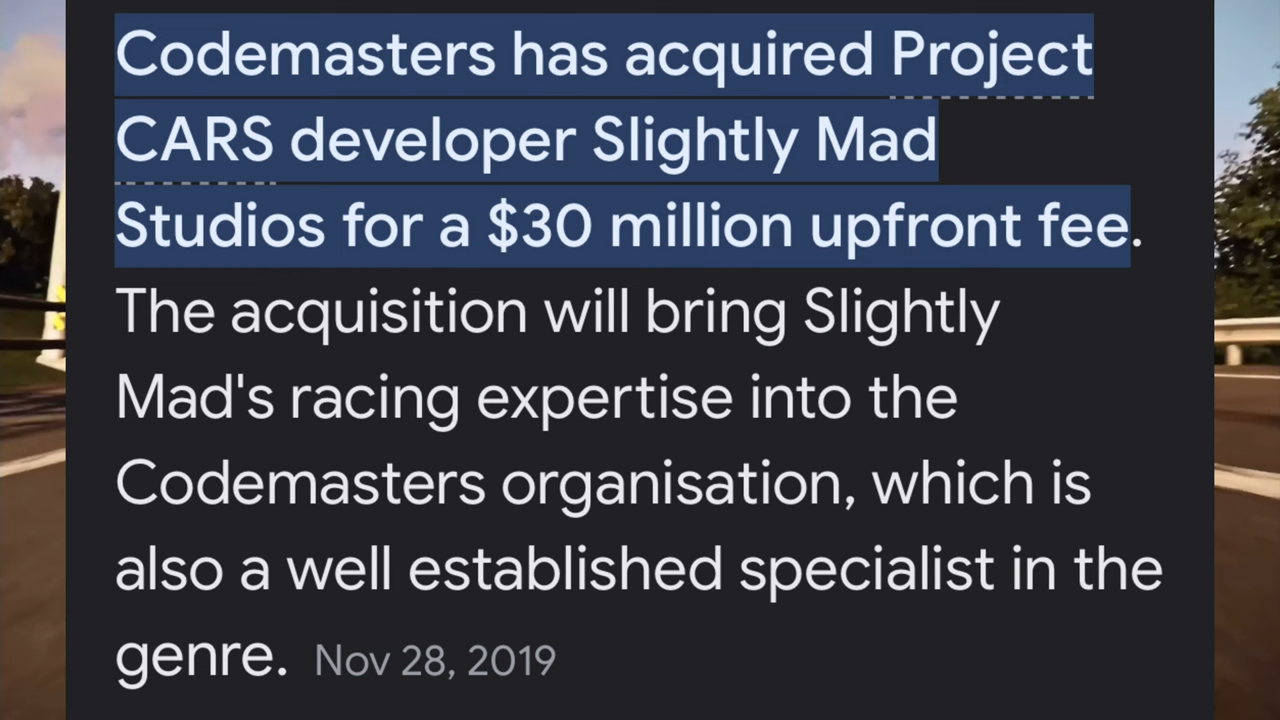 Codemasters has acquired Project
CARS developer Slightly Mad
Studios for a $30 million upfront fee.
The acquisition will bring Slightly
Mad's racing expertise into the
Codemasters organisation, which is
also a well established specialist in the
genre. Nov 28, 2019